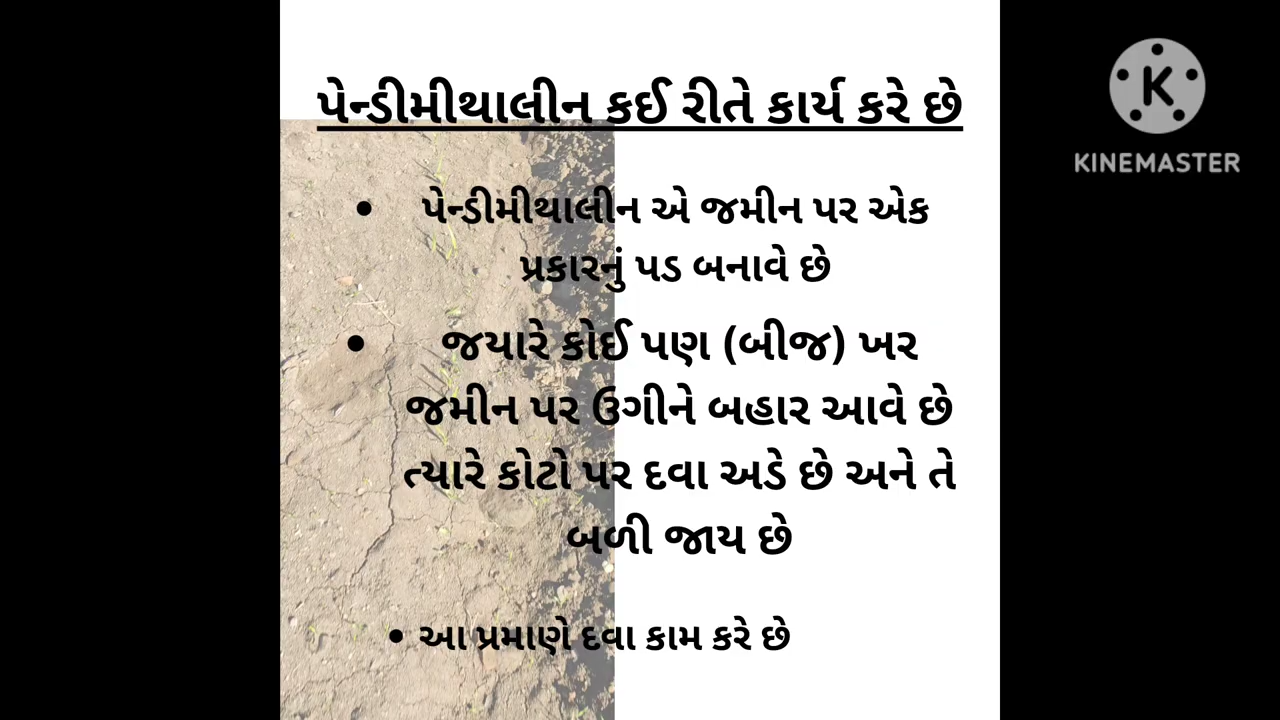 પેન્ડીમીથાલીન કઈ રીતે કાર્ય કરે છે
KINEMASTER
• પેન્ડીમીથાલીન એ જમીન પર એક
પ્રકારનું પડ બનાવે છે
• જયારે કોઈ પણ (બીજ) ખર
જમીન પર ઉગીને બહાર આવે છે
ત્યારે કોટો પર દવા અડે છે અને તે
બળી જાય છે
• આ પ્રમાણે દવા કામ કરે છે